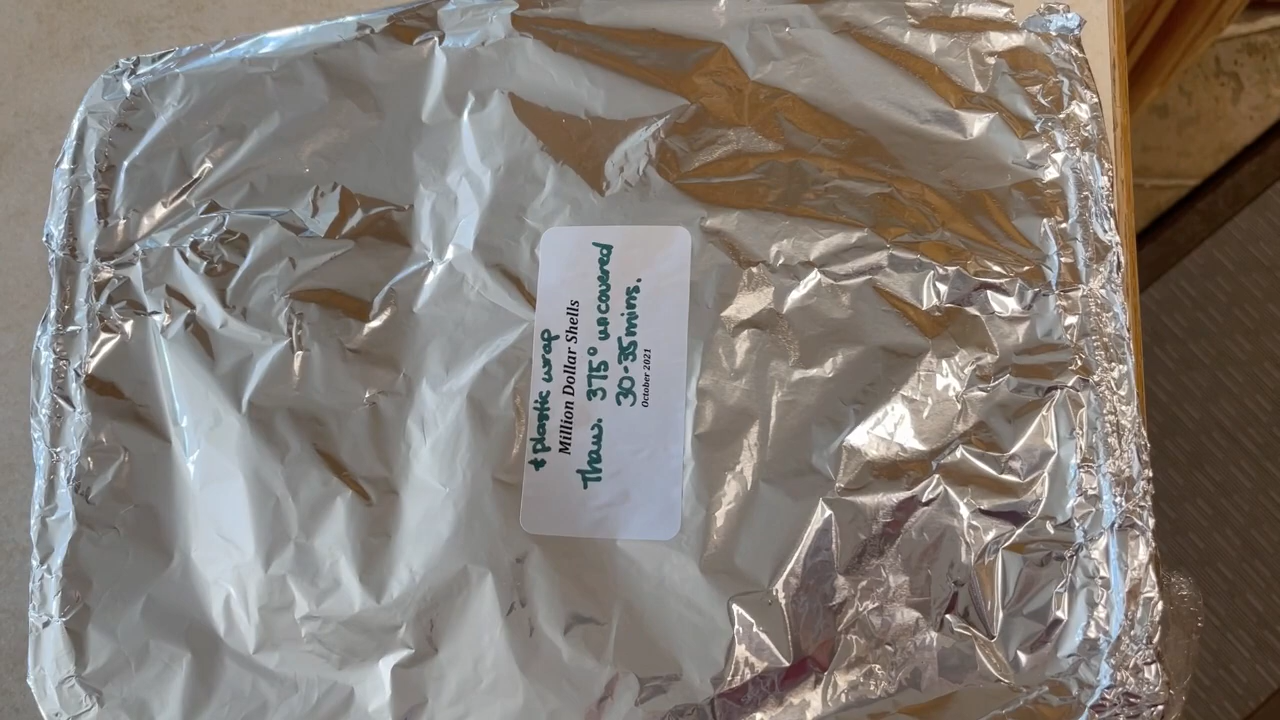 + plastic wrap
Million Dollar Shells
Thaw. 375° uncovered
30-35 mins.
October 2021